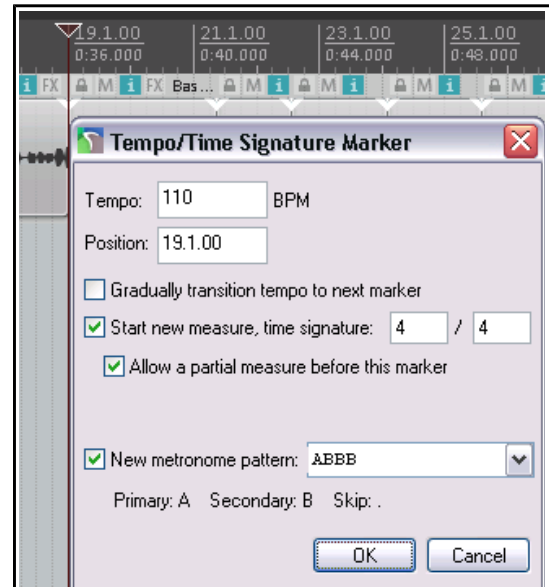 19.1.00 21.1.00 23.1.00 25.1.00
0:36.000 0:40.000 0:44.000 0:48.000
i FX M i FX Bas... M i M i M i M i
Tempo/Time Signature Marker
Tempo: 110 BPM
Position: 19.1.00
Gradually transition tempo to next marker
Start new measure, time signature: 4 / 4
Allow a partial measure before this marker
New metronome pattern: ABBB
Primary: A Secondary: B Skip: .
OK Cancel